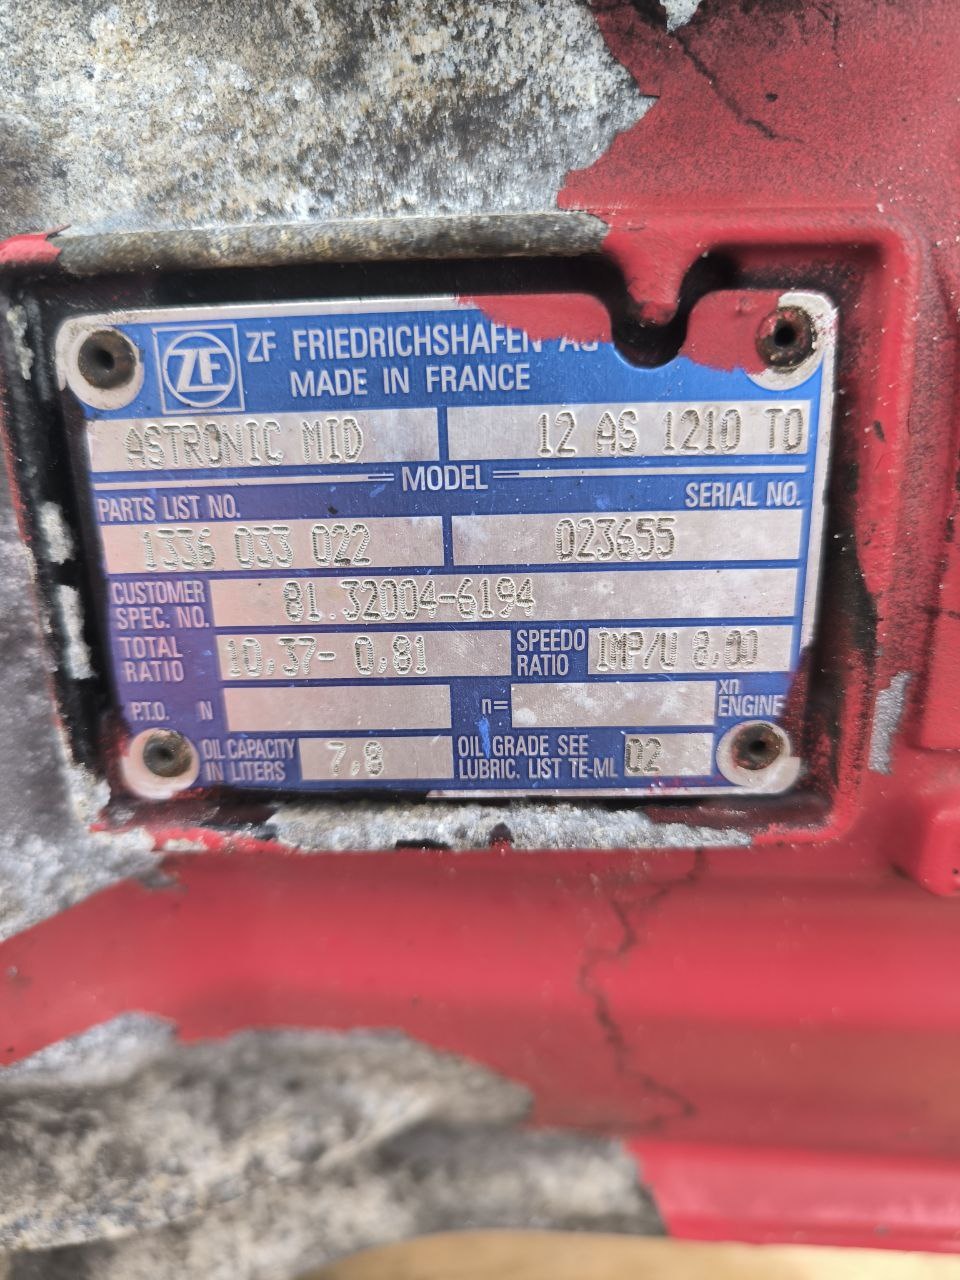 ZF ZF FRIEDRICHSHAFEN AG
MADE IN FRANCE
ASTRONIC MID 12 AS 1210 TO
MODEL
PARTS LIST NO. SERIAL NO.
1336 033 022 023655
CUSTOMER SPEC. NO. 81.32004-6194
TOTAL RATIO 10,37- 0,81 SPEEDO RATIO IMP/U 8,00
P.T.O. N n= xn ENGINE
OIL CAPACITY IN LITERS 7,8 OIL GRADE SEE LUBRIC. LIST TE-ML 02